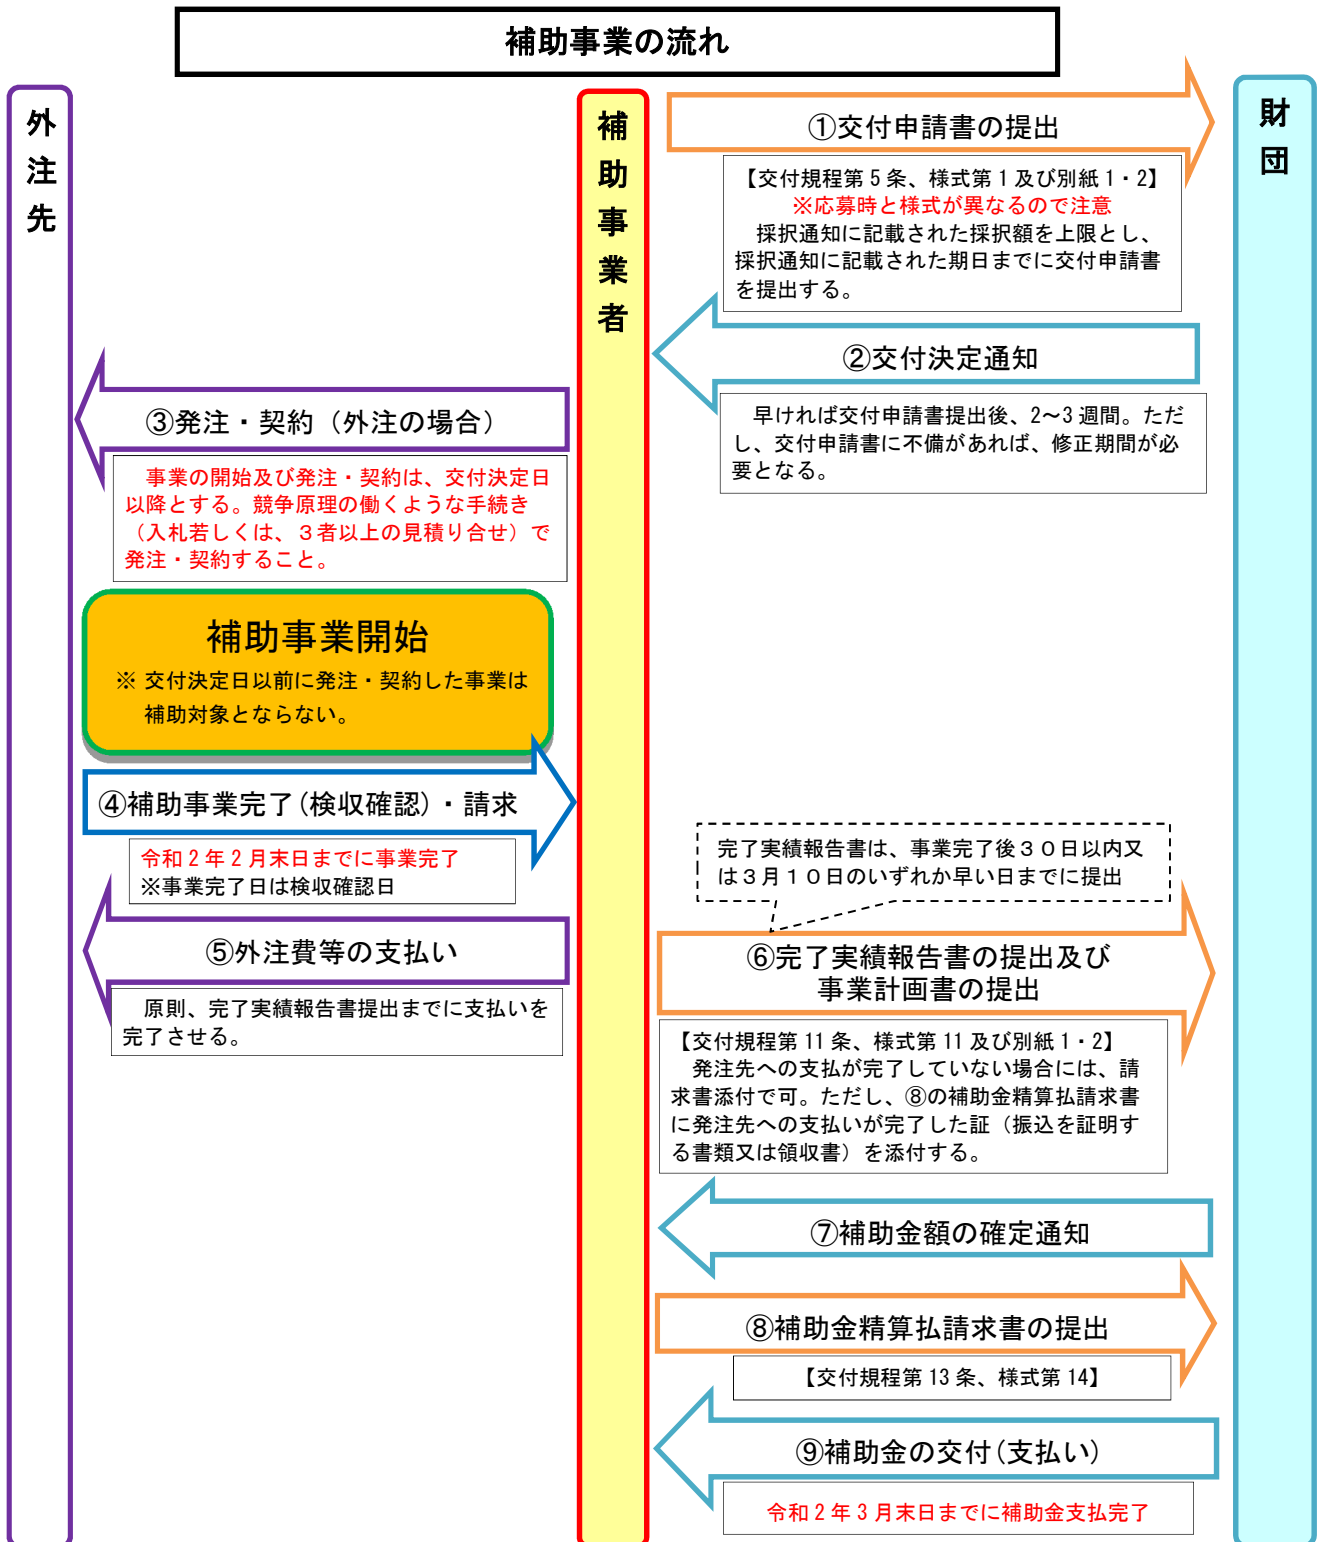 補助事業の流れ
外注先
補助事業者
財団
①交付申請書の提出
【交付規程第5条、様式第1及び別紙1・2】
※応募時と様式が異なるので注意
採択通知に記載された採択額を上限とし、
採択通知に記載された期日までに交付申請書
を提出する。
②交付決定通知
早ければ交付申請書提出後、2～3週間。ただ
し、交付申請書に不備があれば、修正期間が必
要となる。
③発注・契約（外注の場合）
事業の開始及び発注・契約は、交付決定日
以降とする。競争原理の働くような手続き
（入札若しくは、３者以上の見積り合せ）で
発注・契約すること。
補助事業開始
※ 交付決定日以前に発注・契約した事業は
補助対象とならない。
④補助事業完了(検収確認)・請求
令和2年2月末日までに事業完了
※事業完了日は検収確認日
⑤外注費等の支払い
原則、完了実績報告書提出までに支払いを
完了させる。
完了実績報告書は、事業完了後３０日以内又
は３月１０日のいずれか早い日までに提出
⑥完了実績報告書の提出及び
事業計画書の提出
【交付規程第11条、様式第11及び別紙1・2】
発注先への支払が完了していない場合には、請
求書添付で可。ただし、⑧の補助金精算払請求書
に発注先への支払いが完了した証（振込を証明す
る書類又は領収書）を添付する。
⑦補助金額の確定通知
⑧補助金精算払請求書の提出
【交付規程第13条、様式第14】
⑨補助金の交付(支払い)
令和2年3月末日までに補助金支払完了